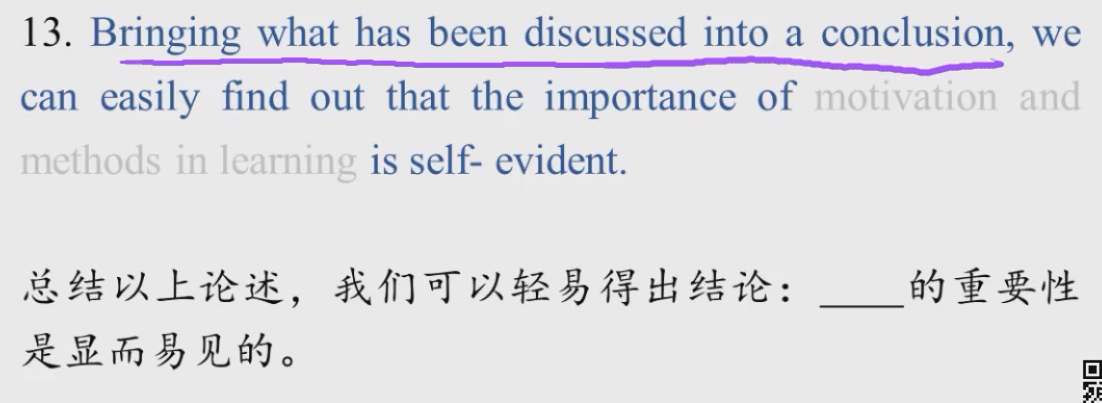 13. Bringing what has been discussed into a conclusion, we
can easily find out that the importance of motivation and
methods in learning is self- evident.
总结以上论述，我们可以轻易得出结论：____的重要性
是显而易见的。